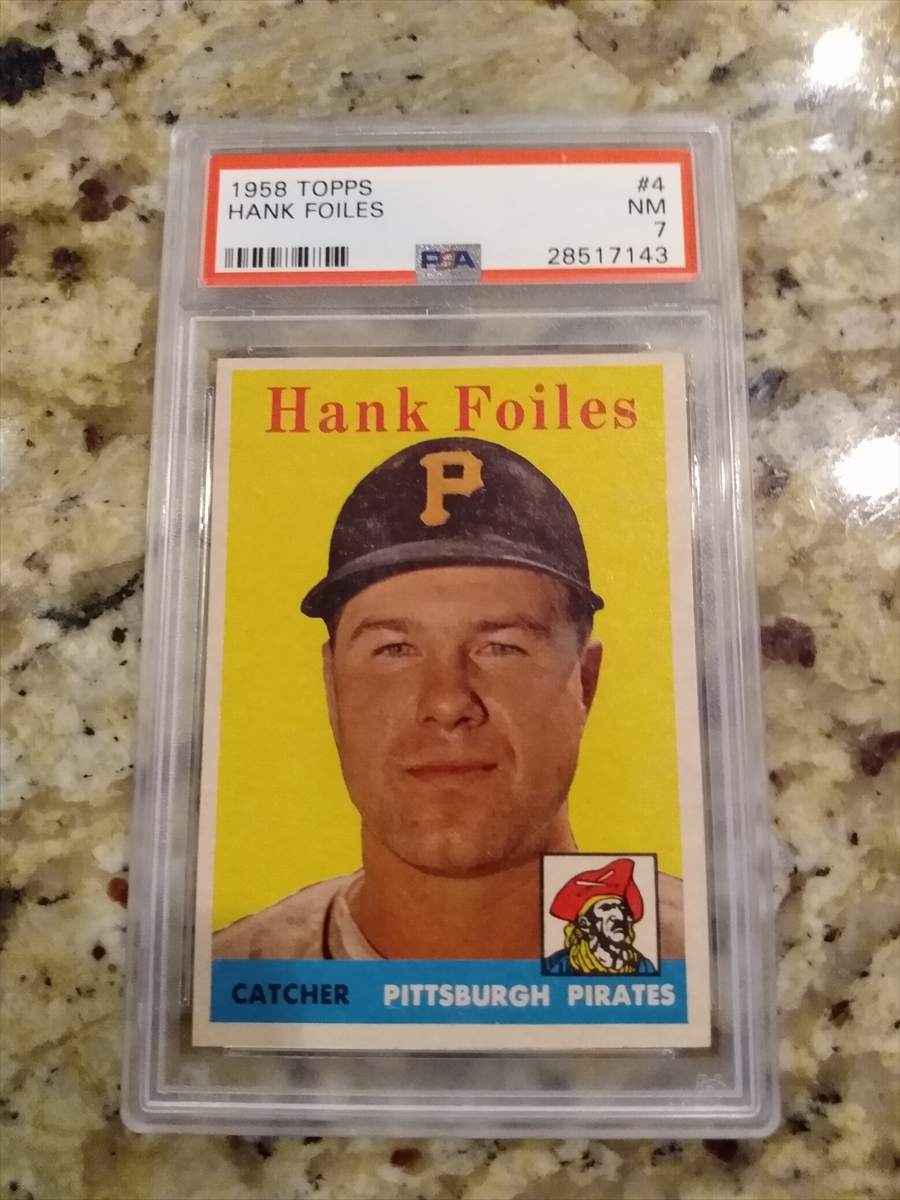 1958 TOPPS
HANK FOILES
#4
NM
7
28517143
PSA
Hank Foiles
P
CATCHER PITTSBURGH PIRATES